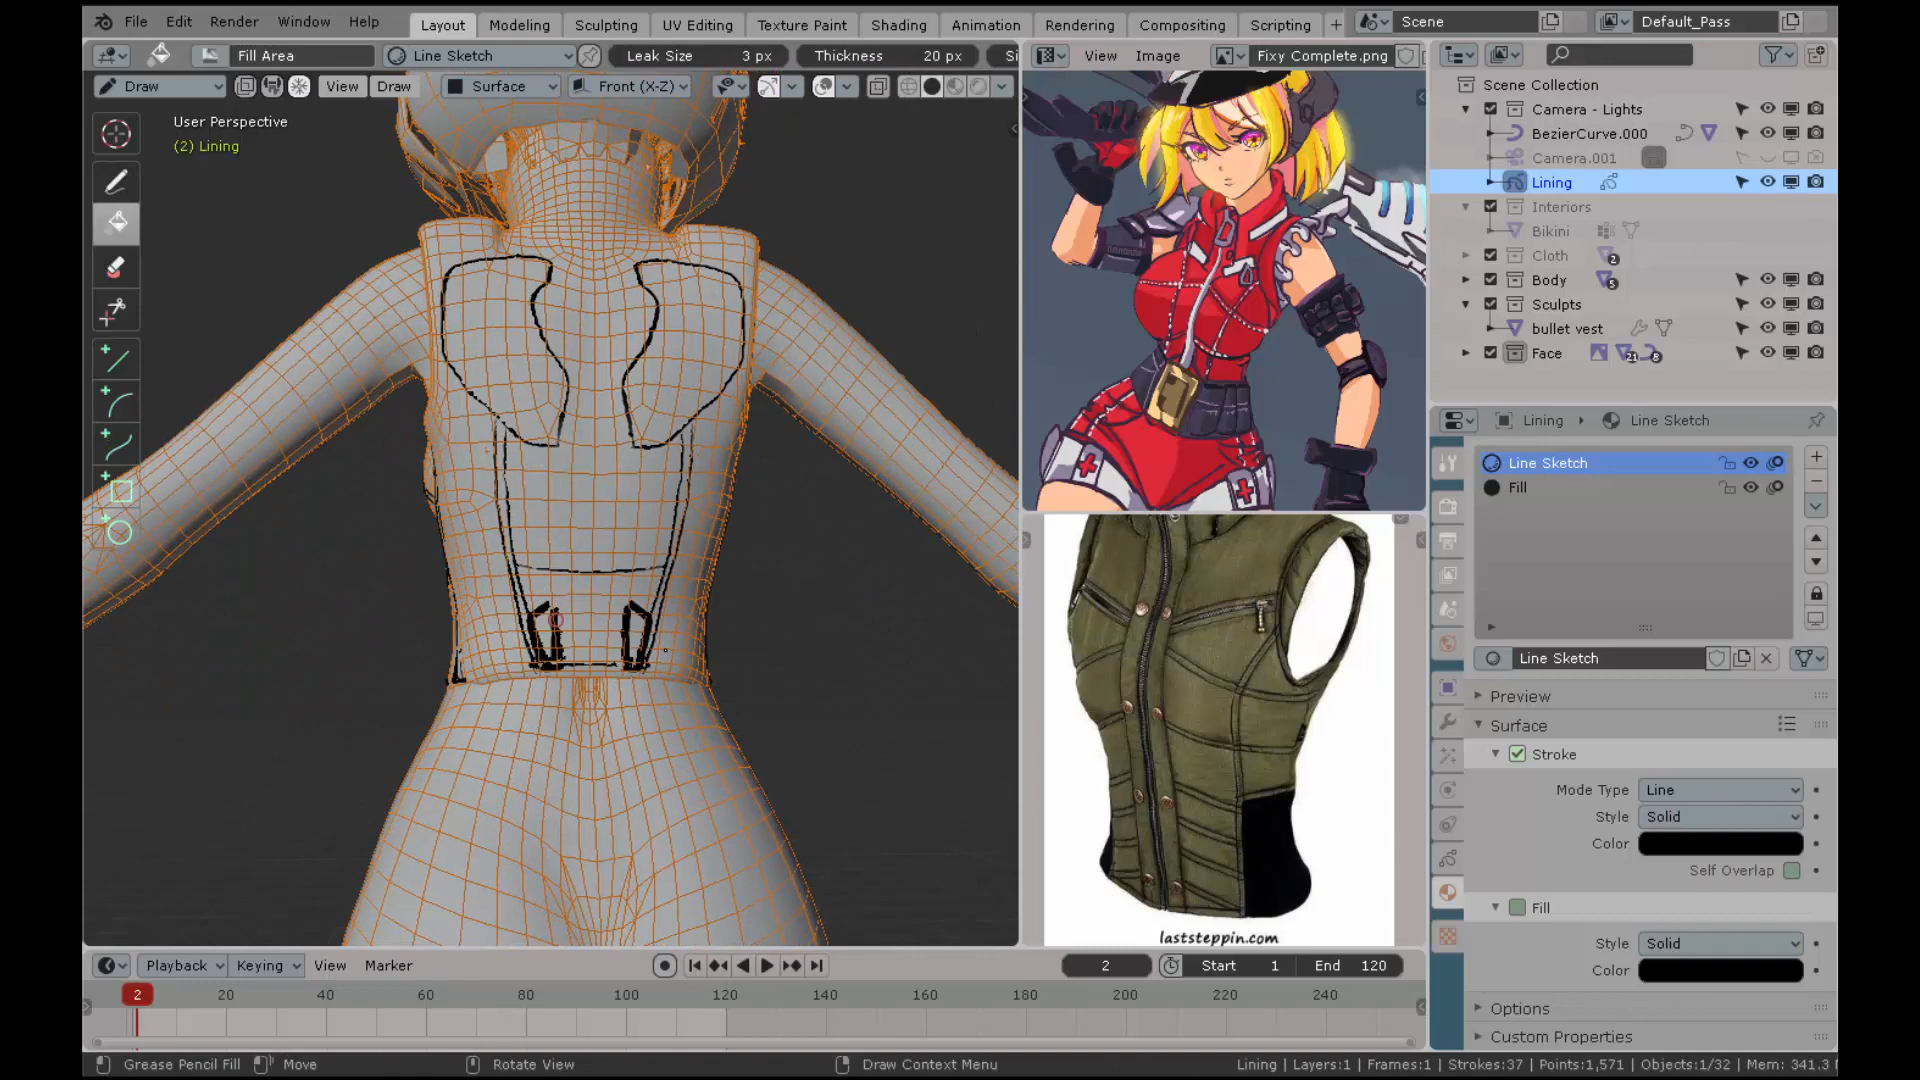 File Edit Render Window Help Layout Modeling Sculpting UV Editing Texture Paint Shading Animation Rendering Compositing Scripting + Scene Default_Pass
Fill Area Line Sketch Leak Size 3 px Thickness 20 px Si
Draw View Draw Surface Front (X-Z)
User Perspective
(2) Lining
View Image Fixy Complete.png
Scene Collection
Camera - Lights
BezierCurve.000
Camera.001
Lining
Interiors
Bikini
Cloth 2
Body 5
Sculpts
bullet vest
Face 21 8
Lining Line Sketch
Line Sketch
Fill
Line Sketch
Preview
Surface
Stroke
Mode Type Line
Style Solid
Color
Self Overlap
Fill
Style Solid
Color
Options
Custom Properties
laststeppin.com
Playback Keying View Marker 2 Start 1 End 120
2 20 40 60 80 100 120 140 160 180 200 220 240
Grease Pencil Fill Move Rotate View Draw Context Menu Lining | Layers:1 | Frames:1 | Strokes:37 | Points:1,571 | Objects:1/32 | Mem: 341.3